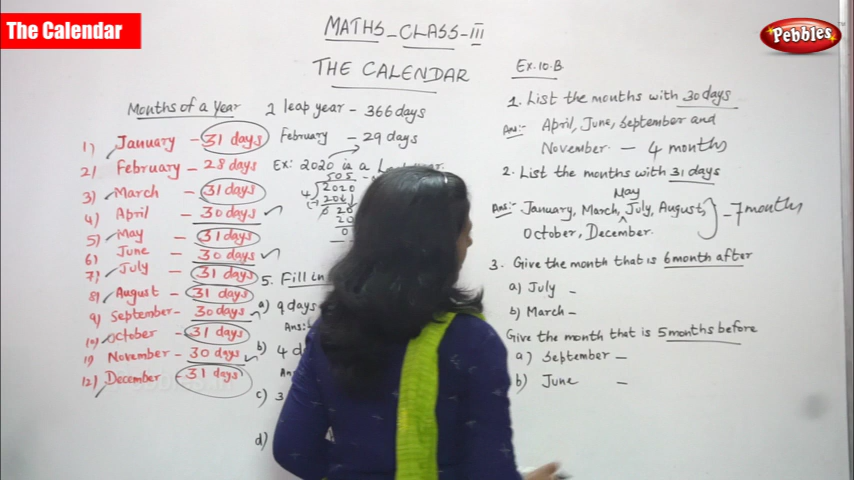 The Calendar
Pebbles
MATHS_CLASS-III
THE CALENDAR
Months of a Year
1) January - 31 days
2) February - 28 days
3) March - 31 days
4) April - 30 days
5) May - 31 days
6) June - 30 days
7) July - 31 days
8) August - 31 days
9) September - 30 days
10) October - 31 days
11) November - 30 days
12) December - 31 days
2 leap year - 366 days
February - 29 days
Ex: 2020 is a Leap year.
505
4) 2020
20
20
0
5. Fill in
a) 9 days
Ans:
b) 4 d
Ans
c) 3
d)
Ex.10.B
1. List the months with 30 days
Ans:- April, June, September and
November. - 4 months
2. List the months with 31 days
May
Ans:- January, March, July, August, - 7 months
October, December.
3. Give the month that is 6 month after
a) July -
b) March -
Give the month that is 5 months before
a) September -
b) June -